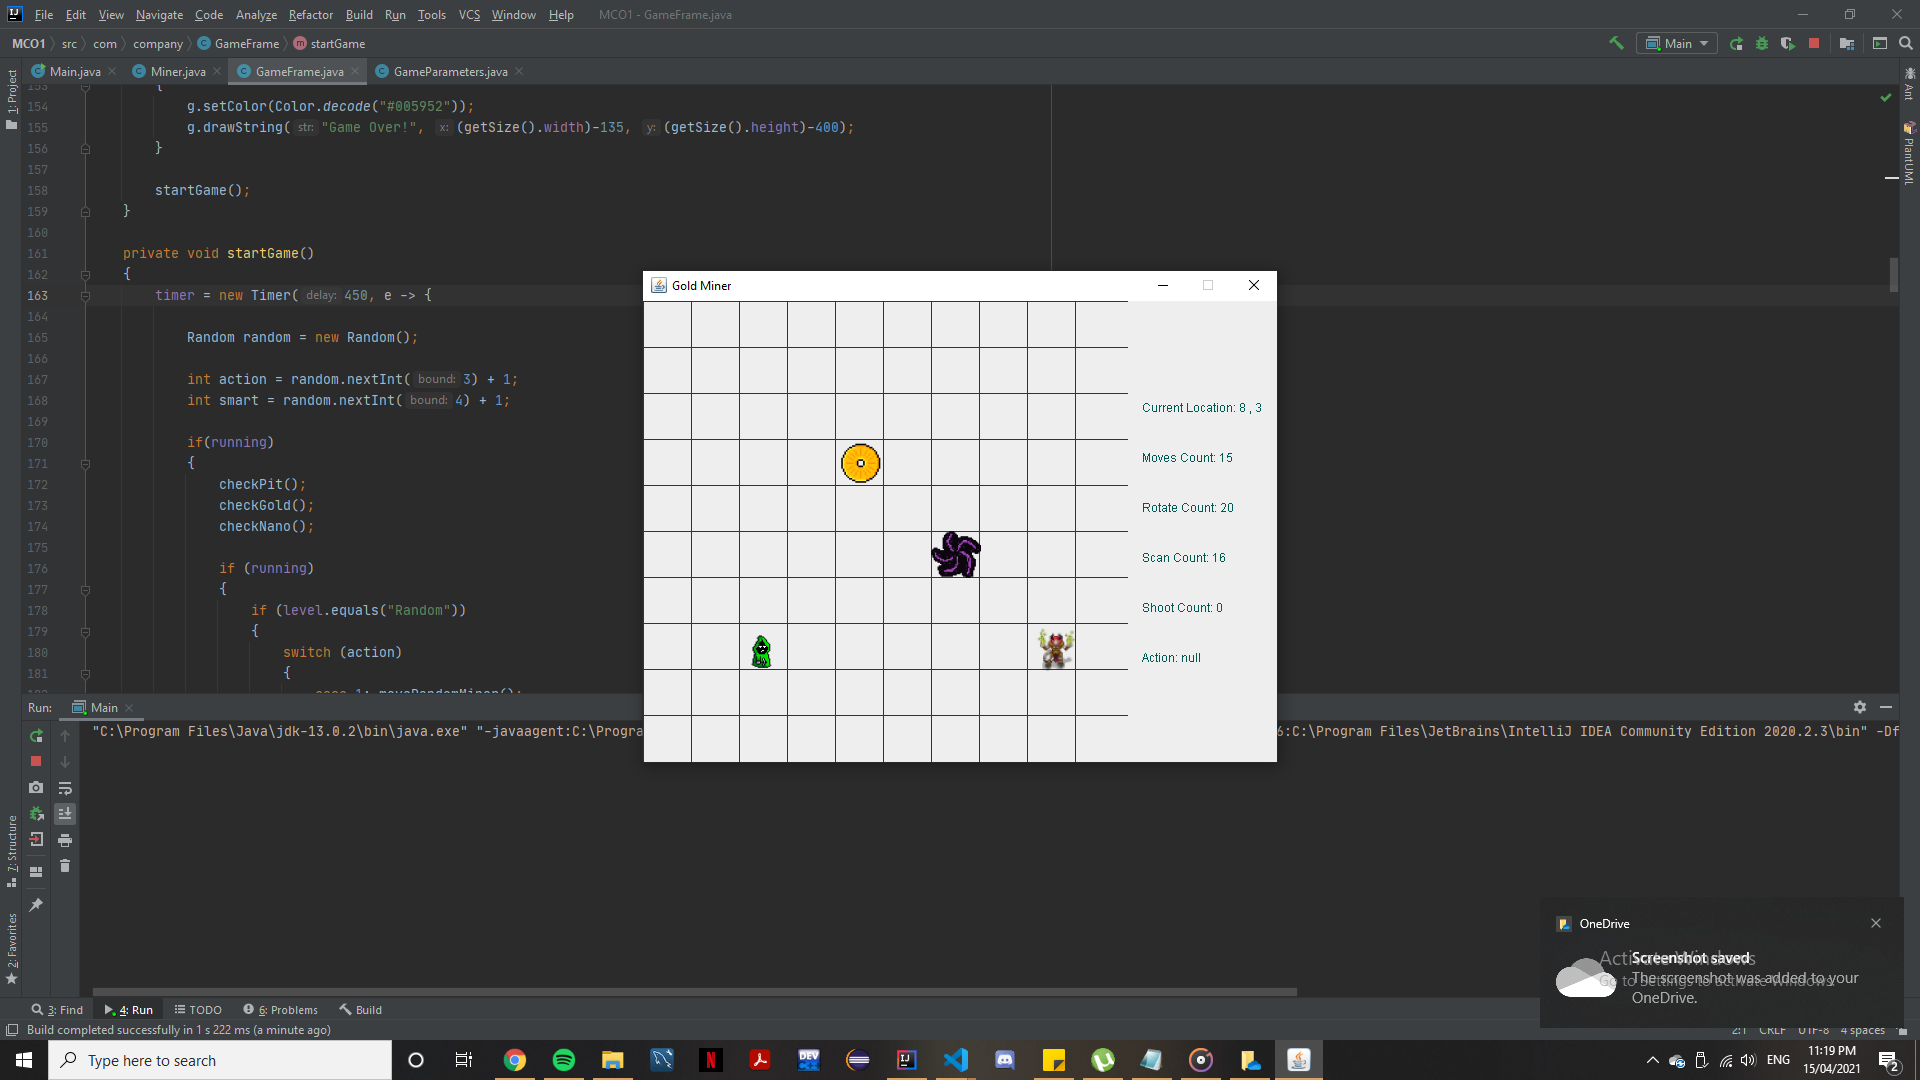 File Edit View Navigate Code Analyze Refactor Build Run Tools VCS Window Help MCO1 - GameFrame.java
MCO1 src com company GameFrame startGame Main
Main.java Miner.java GameFrame.java GameParameters.java
1: Project
Ant
PlantUML
153 {
154 g.setColor(Color.decode("#005952"));
155 g.drawString( str: "Game Over!", x: (getSize().width)-135, y: (getSize().height)-400);
156 }
157
158 startGame();
159 }
160
161 private void startGame()
162 {
163 timer = new Timer( delay: 450, e -> {
164
165 Random random = new Random();
166
167 int action = random.nextInt( bound: 3) + 1;
168 int smart = random.nextInt( bound: 4) + 1;
169
170 if(running)
171 {
172 checkPit();
173 checkGold();
174 checkNano();
175
176 if (running)
177 {
178 if (level.equals("Random"))
179 {
180 switch (action)
181 {
Gold Miner
Current Location: 8 , 3
Moves Count: 15
Rotate Count: 20
Scan Count: 16
Shoot Count: 0
Action: null
Run: Main
"C:\Program Files\Java\jdk-13.0.2\bin\java.exe" "-javaagent:C:\Progra
6:C:\Program Files\JetBrains\IntelliJ IDEA Community Edition 2020.2.3\bin" -Df
7: Structure
2: Favorites
OneDrive
Activate Windows
Go to Settings to activate Windows.
Screenshot saved
The screenshot was added to your
OneDrive.
3: Find 4: Run TODO 6: Problems Build
Build completed successfully in 1 s 222 ms (a minute ago) 2:1 CRLF UTF-8 4 spaces
Type here to search
ENG
11:19 PM
15/04/2021
2